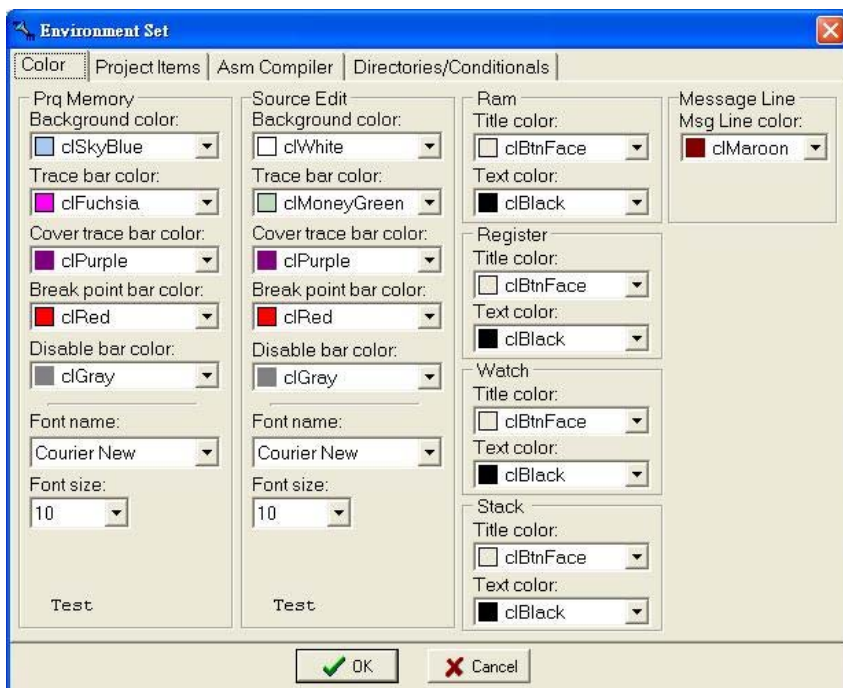 Environment Set
Color
Project Items
Asm Compiler
Directories/Conditionals
Prg Memory
Background color:
clSkyBlue
Trace bar color:
clFuchsia
Cover trace bar color:
clPurple
Break point bar color:
clRed
Disable bar color:
clGray
Font name:
Courier New
Font size:
10
Test
Source Edit
Background color:
clWhite
Trace bar color:
clMoneyGreen
Cover trace bar color:
clPurple
Break point bar color:
clRed
Disable bar color:
clGray
Font name:
Courier New
Font size:
10
Test
Ram
Title color:
clBtnFace
Text color:
clBlack
Register
Title color:
clBtnFace
Text color:
clBlack
Watch
Title color:
clBtnFace
Text color:
clBlack
Stack
Title color:
clBtnFace
Text color:
clBlack
Message Line
Msg Line color:
clMaroon
OK
Cancel